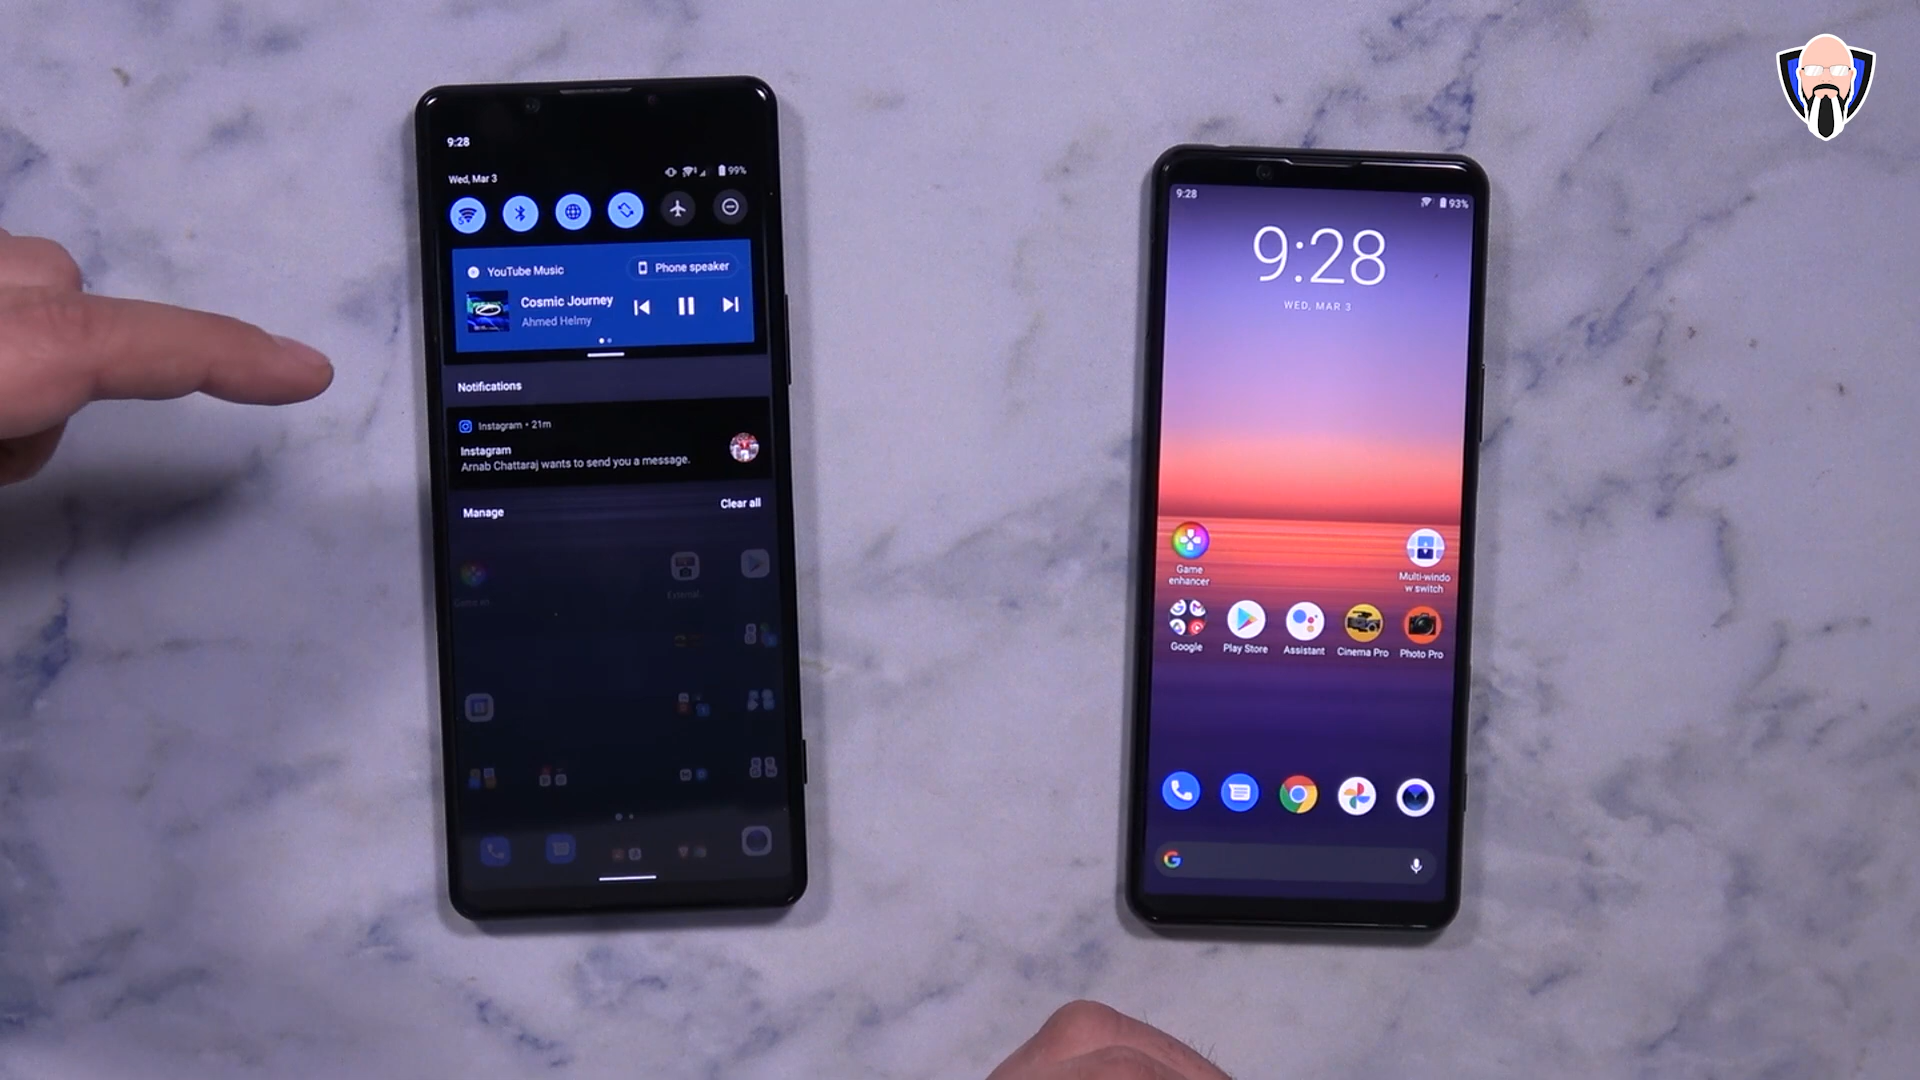 9:28
Wed, Mar 3
99%
YouTube Music
Phone speaker
Cosmic Journey
Ahmed Helmy
Notifications
Instagram • 21m
Instagram
Arnab Chattaraj wants to send you a message.
Manage
Clear all
External
9:28
93%
9:28
WED, MAR 3
Game
enhancer
Multi-windo
w switch
Google
Play Store
Assistant
Cinema Pro
Photo Pro